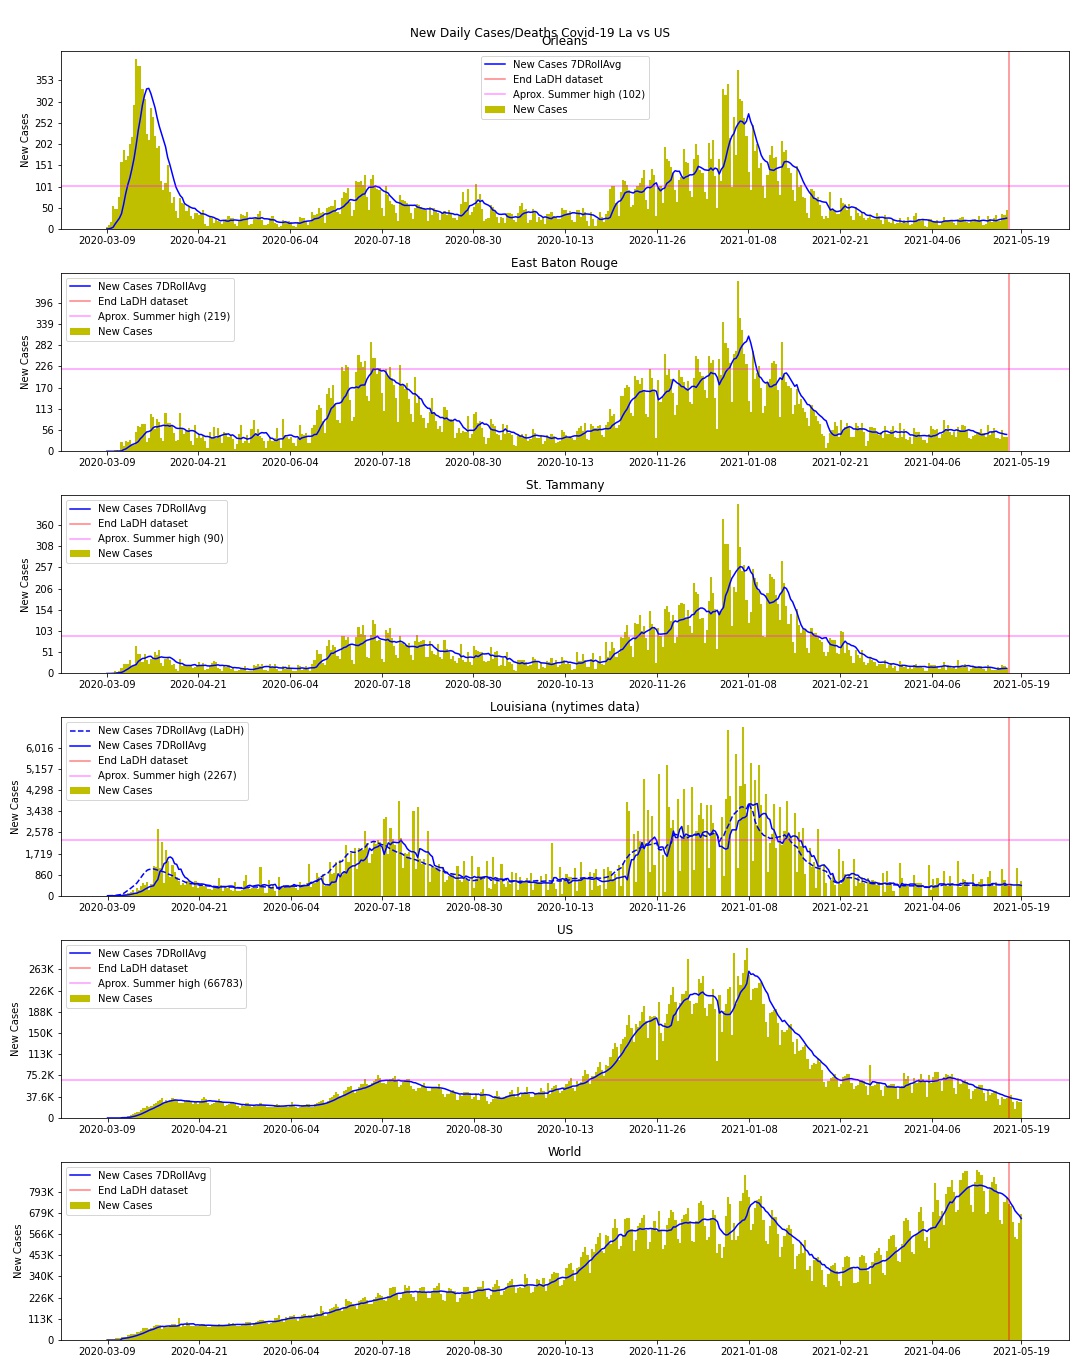 New Daily Cases/Deaths Covid-19 La vs US
Orleans
New Cases
353
302
252
202
151
101
50
0
New Cases 7DRollAvg
End LaDH dataset
Aprox. Summer high (102)
New Cases
2020-03-09 2020-04-21 2020-06-04 2020-07-18 2020-08-30 2020-10-13 2020-11-26 2021-01-08 2021-02-21 2021-04-06 2021-05-19
East Baton Rouge
New Cases
396
339
282
226
170
113
56
0
New Cases 7DRollAvg
End LaDH dataset
Aprox. Summer high (219)
New Cases
2020-03-09 2020-04-21 2020-06-04 2020-07-18 2020-08-30 2020-10-13 2020-11-26 2021-01-08 2021-02-21 2021-04-06 2021-05-19
St. Tammany
New Cases
360
308
257
206
154
103
51
0
New Cases 7DRollAvg
End LaDH dataset
Aprox. Summer high (90)
New Cases
2020-03-09 2020-04-21 2020-06-04 2020-07-18 2020-08-30 2020-10-13 2020-11-26 2021-01-08 2021-02-21 2021-04-06 2021-05-19
Louisiana (nytimes data)
New Cases
6,016
5,157
4,298
3,438
2,578
1,719
860
0
New Cases 7DRollAvg (LaDH)
New Cases 7DRollAvg
End LaDH dataset
Aprox. Summer high (2267)
New Cases
2020-03-09 2020-04-21 2020-06-04 2020-07-18 2020-08-30 2020-10-13 2020-11-26 2021-01-08 2021-02-21 2021-04-06 2021-05-19
US
New Cases
263K
226K
188K
150K
113K
75.2K
37.6K
0
New Cases 7DRollAvg
End LaDH dataset
Aprox. Summer high (66783)
New Cases
2020-03-09 2020-04-21 2020-06-04 2020-07-18 2020-08-30 2020-10-13 2020-11-26 2021-01-08 2021-02-21 2021-04-06 2021-05-19
World
New Cases
793K
679K
566K
453K
340K
226K
113K
0
New Cases 7DRollAvg
End LaDH dataset
New Cases
2020-03-09 2020-04-21 2020-06-04 2020-07-18 2020-08-30 2020-10-13 2020-11-26 2021-01-08 2021-02-21 2021-04-06 2021-05-19